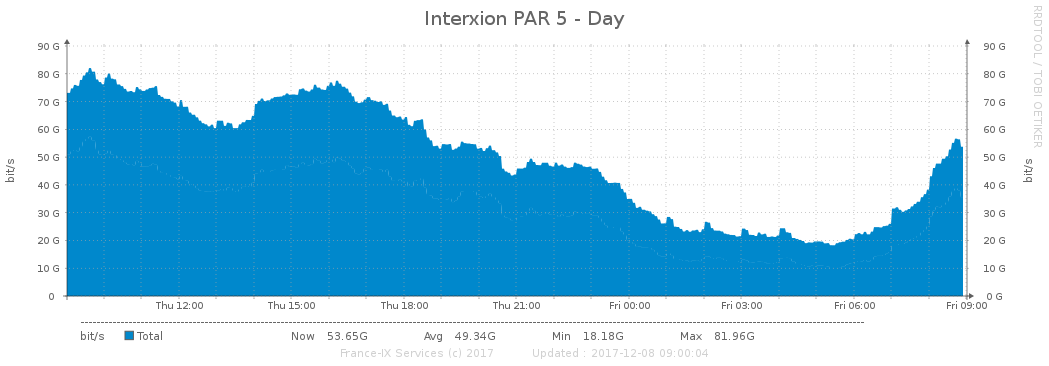 Interxion PAR 5 - Day
RRDTOOL / TOBI OETIKER
90 G 90 G
80 G 80 G
70 G 70 G
60 G 60 G
50 G 50 G
40 G 40 G
30 G 30 G
20 G 20 G
10 G 10 G
0 0 G
bit/s bit/s
Thu 12:00 Thu 15:00 Thu 18:00 Thu 21:00 Fri 00:00 Fri 03:00 Fri 06:00 Fri 09:00
bit/s Total Now 53.65G Avg 49.34G Min 18.18G Max 81.96G
France-IX Services (c) 2017 Updated : 2017-12-08 09:00:04